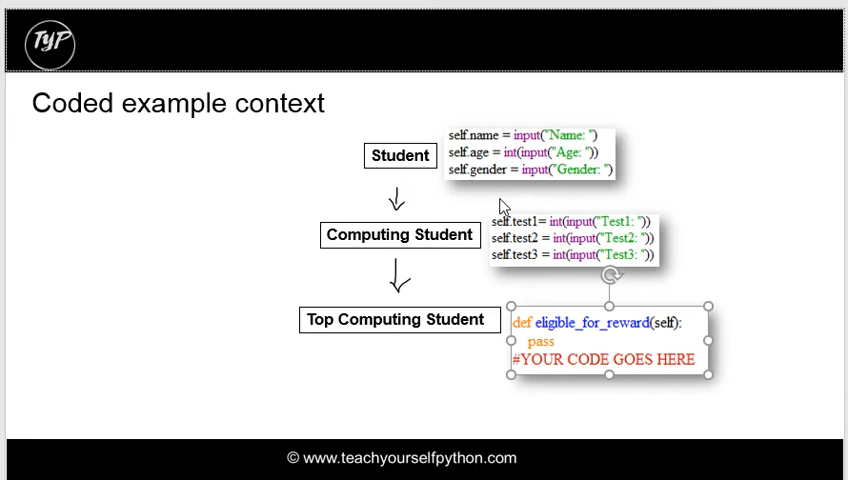 TyP
Coded example context
Student
self.name = input("Name: ")
self.age = int(input("Age: "))
self.gender = input("Gender: ")
Computing Student
self.test1= int(input("Test1: "))
self.test2 = int(input("Test2: "))
self.test3 = int(input("Test3: "))
Top Computing Student
def eligible_for_reward(self):
pass
#YOUR CODE GOES HERE
© www.teachyourselfpython.com